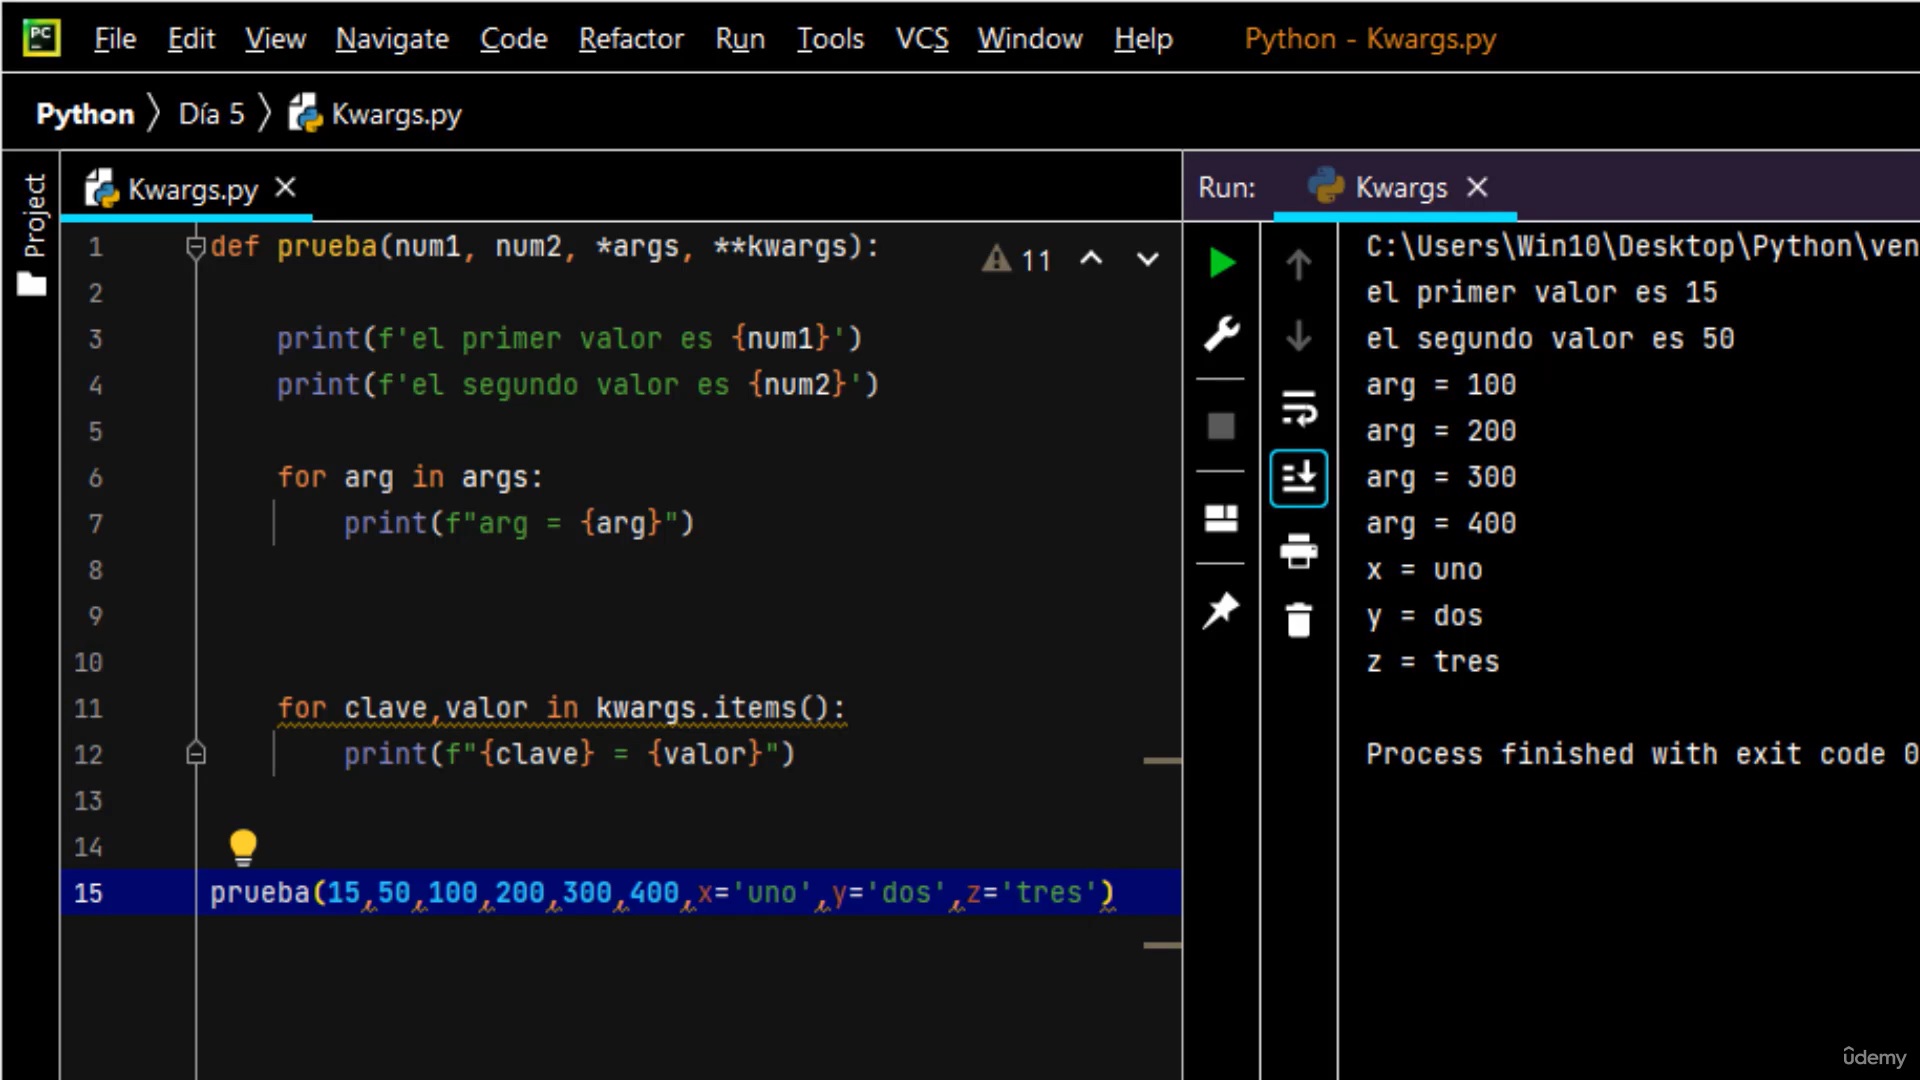 PC
File Edit View Navigate Code Refactor Run Tools VCS Window Help Python - Kwargs.py
Python Día 5 Kwargs.py
Project
Kwargs.py
1 def prueba(num1, num2, *args, **kwargs):
2
3 print(f'el primer valor es {num1}')
4 print(f'el segundo valor es {num2}')
5
6 for arg in args:
7 print(f"arg = {arg}")
8
9
10
11 for clave,valor in kwargs.items():
12 print(f"{clave} = {valor}")
13
14
15 prueba(15,50,100,200,300,400,x='uno',y='dos',z='tres')
11
Run: Kwargs
C:\Users\Win10\Desktop\Python\ven
el primer valor es 15
el segundo valor es 50
arg = 100
arg = 200
arg = 300
arg = 400
x = uno
y = dos
z = tres
Process finished with exit code 0
ûdemy